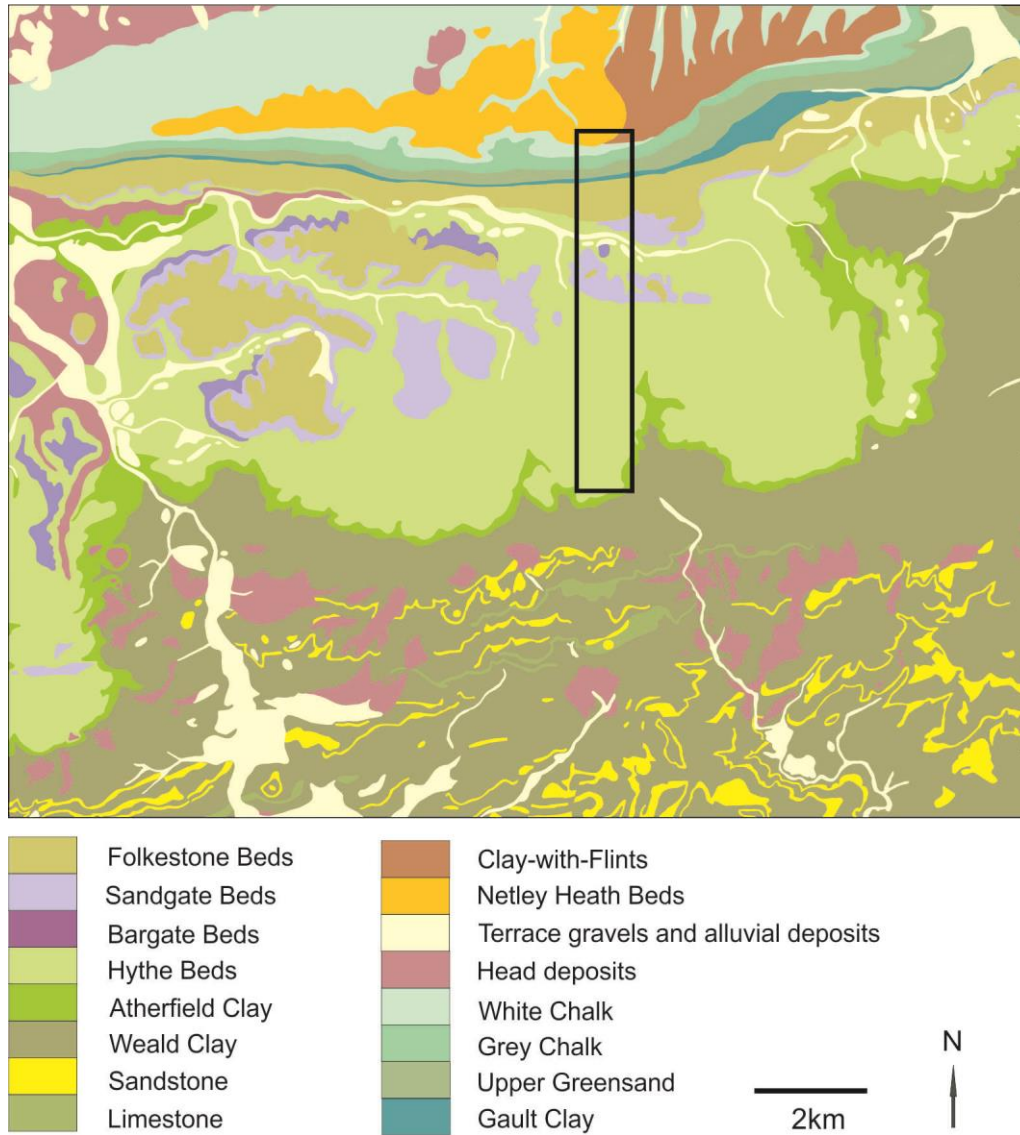 Folkestone Beds
Sandgate Beds
Bargate Beds
Hythe Beds
Atherfield Clay
Weald Clay
Sandstone
Limestone
Clay-with-Flints
Netley Heath Beds
Terrace gravels and alluvial deposits
Head deposits
White Chalk
Grey Chalk
Upper Greensand
Gault Clay
2km
N